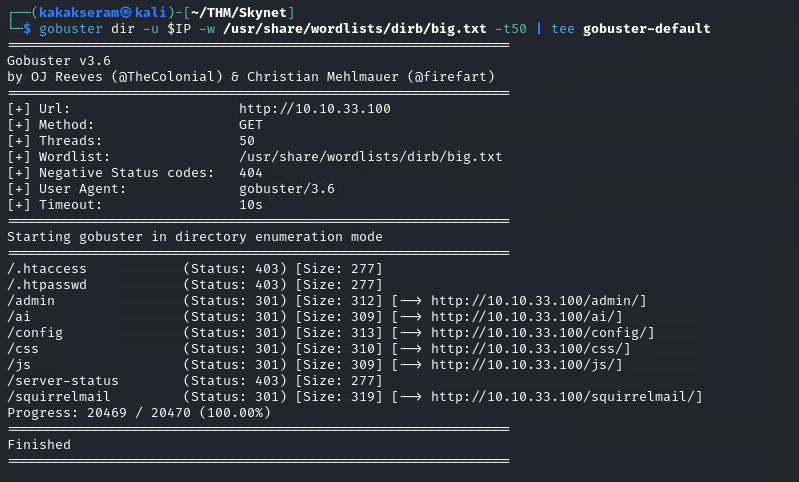 ┌──(kakakseram㉿kali)-[~/THM/Skynet]
└─$ gobuster dir -u $IP -w /usr/share/wordlists/dirb/big.txt -t50 | tee gobuster-default
===============================================================
Gobuster v3.6
by OJ Reeves (@TheColonial) & Christian Mehlmauer (@firefart)
===============================================================
[+] Url:                     http://10.10.33.100
[+] Method:                  GET
[+] Threads:                 50
[+] Wordlist:                /usr/share/wordlists/dirb/big.txt
[+] Negative Status codes:   404
[+] User Agent:              gobuster/3.6
[+] Timeout:                 10s
===============================================================
Starting gobuster in directory enumeration mode
===============================================================
/.htaccess            (Status: 403) [Size: 277]
/.htpasswd            (Status: 403) [Size: 277]
/admin                (Status: 301) [Size: 312] [--> http://10.10.33.100/admin/]
/ai                   (Status: 301) [Size: 309] [--> http://10.10.33.100/ai/]
/config               (Status: 301) [Size: 313] [--> http://10.10.33.100/config/]
/css                  (Status: 301) [Size: 310] [--> http://10.10.33.100/css/]
/js                   (Status: 301) [Size: 309] [--> http://10.10.33.100/js/]
/server-status        (Status: 403) [Size: 277]
/squirrelmail         (Status: 301) [Size: 319] [--> http://10.10.33.100/squirrelmail/]
Progress: 20469 / 20470 (100.00%)
===============================================================
Finished
===============================================================